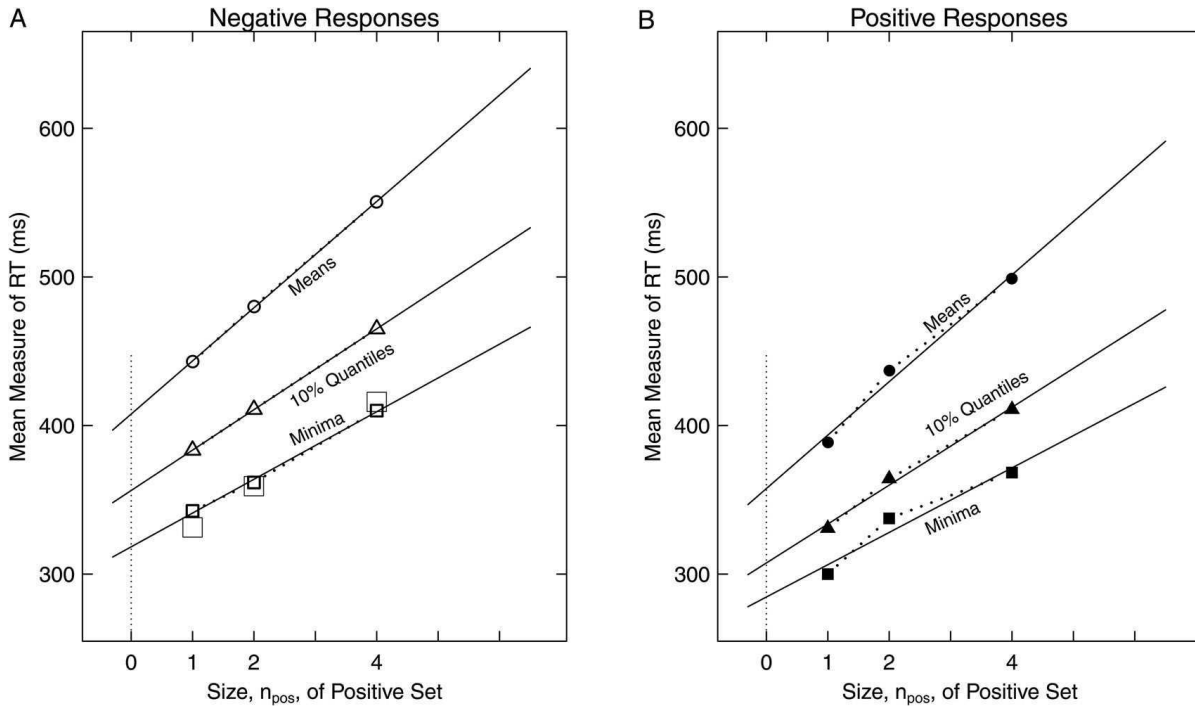 A
Negative Responses
Mean Measure of RT (ms)
600
500
400
300
Means
10% Quantiles
Minima
0
1
2
4
Size, npos, of Positive Set
B
Positive Responses
Mean Measure of RT (ms)
600
500
400
300
Means
10% Quantiles
Minima
0
1
2
4
Size, npos, of Positive Set